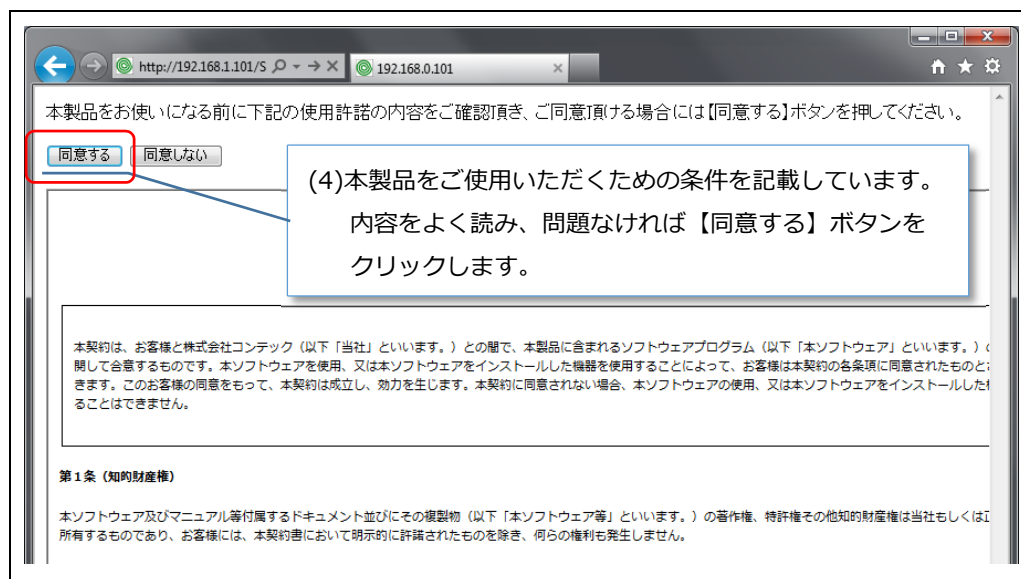 http://192.168.1.101/S
192.168.0.101
本製品をお使いになる前に下記の使用許諾の内容をご確認頂き、ご同意頂ける場合には【同意する】ボタンを押してください。
同意する 同意しない
(4)本製品をご使用いただくための条件を記載しています。
内容をよく読み、問題なければ【同意する】ボタンを
クリックします。
本契約は、お客様と株式会社コンテック（以下「当社」といいます。）との間で、本製品に含まれるソフトウェアプログラム（以下「本ソフトウェア」といいます。）
関して合意するものです。本ソフトウェアを使用、又は本ソフトウェアをインストールした機器を使用することによって、お客様は本契約の各条項に同意されたものと
きます。このお客様の同意をもって、本契約は成立し、効力を生じます。本契約に同意されない場合、本ソフトウェアの使用、又は本ソフトウェアをインストールした
ることはできません。
第１条（知的財産権）
本ソフトウェア及びマニュアル等付属するドキュメント並びにその複製物（以下「本ソフトウェア等」といいます。）の著作権、特許権その他知的財産権は当社もしくは
所有するものであり、お客様には、本契約書において明示的に許諾されたものを除き、何らの権利も発生しません。